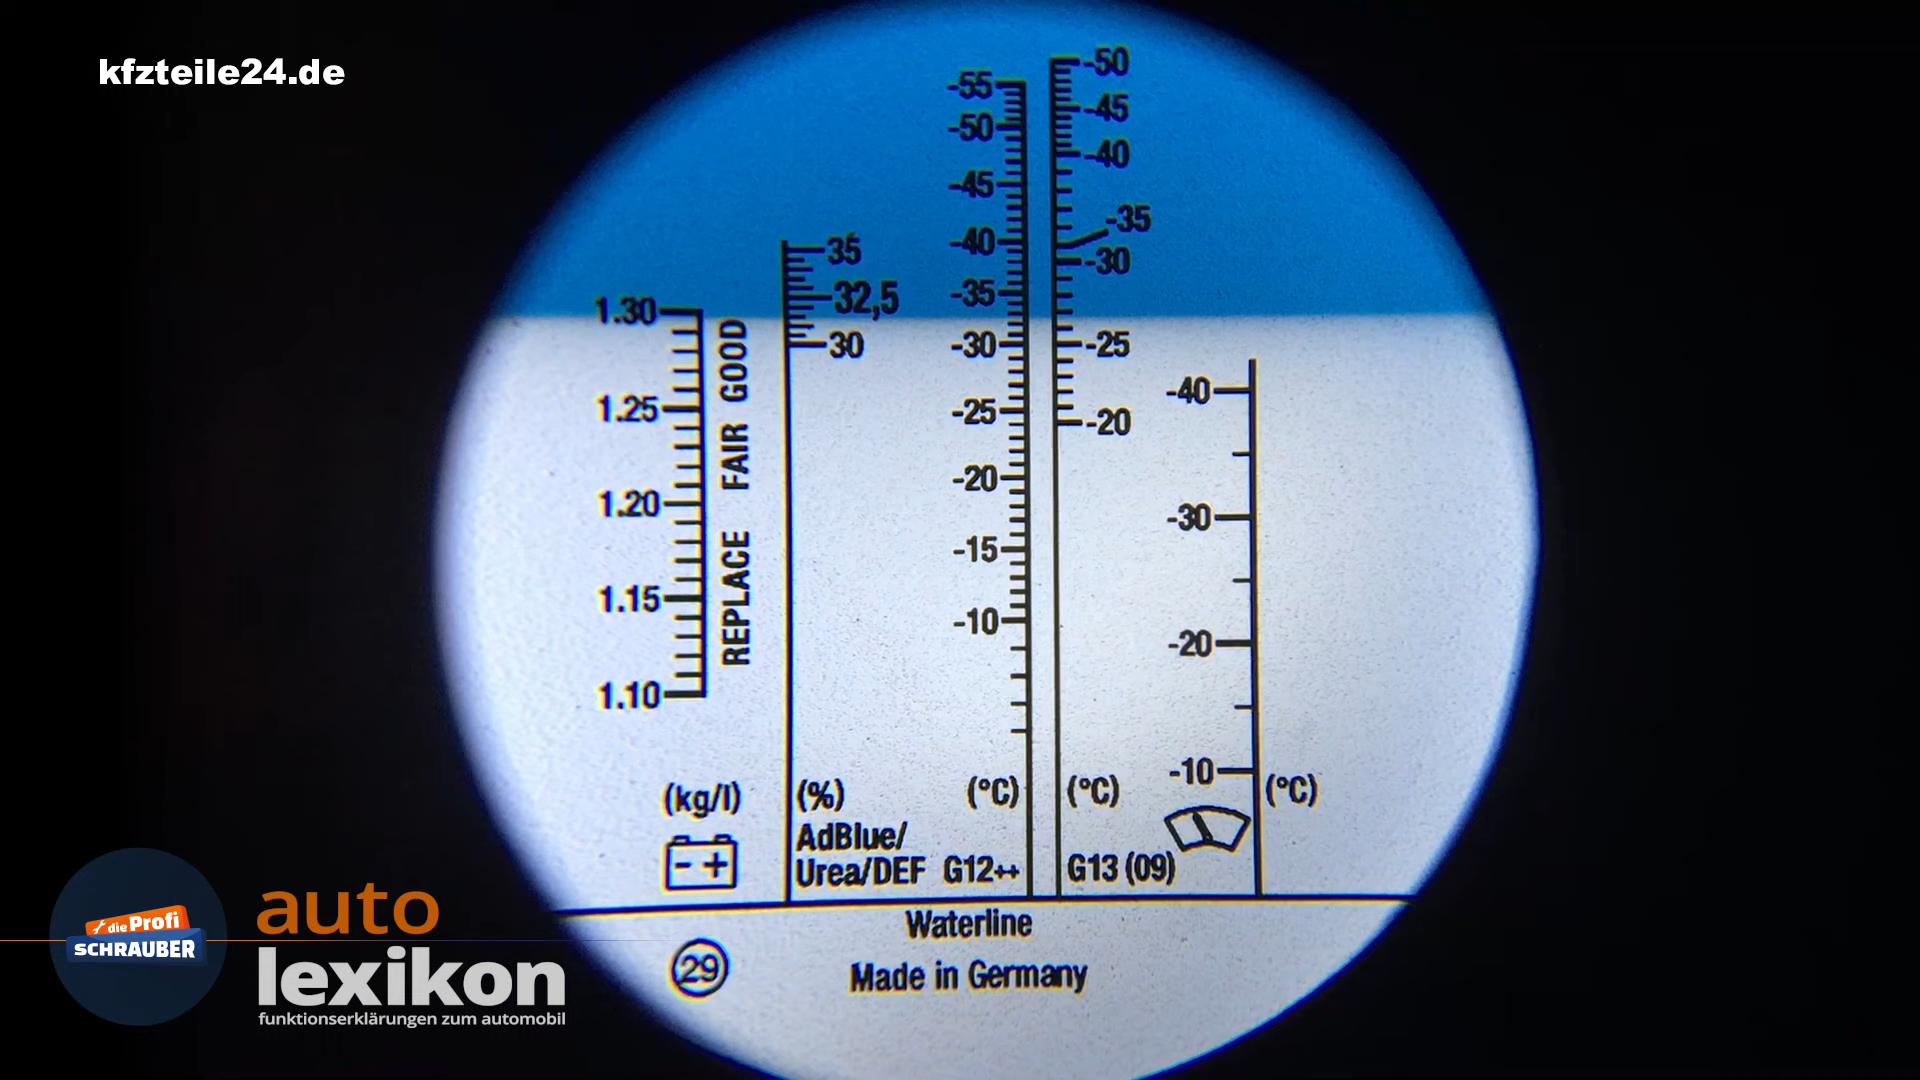 kfzteile24.de
-55
-50
-45
-40
-35
-30
-25
-20
-15
-10
-50
-45
-40
-35
-30
-25
-20
35
32,5
30
1.30
1.25
1.20
1.15
1.10
REPLACE FAIR GOOD
-40
-30
-20
-10
(kg/l)
(%)
(°C)
(°C)
(°C)
- +
AdBlue/
Urea/DEF
G12++
G13 (09)
Waterline
29
Made in Germany
die Profi
SCHRAUBER
auto
lexikon
funktionserklärungen zum automobil